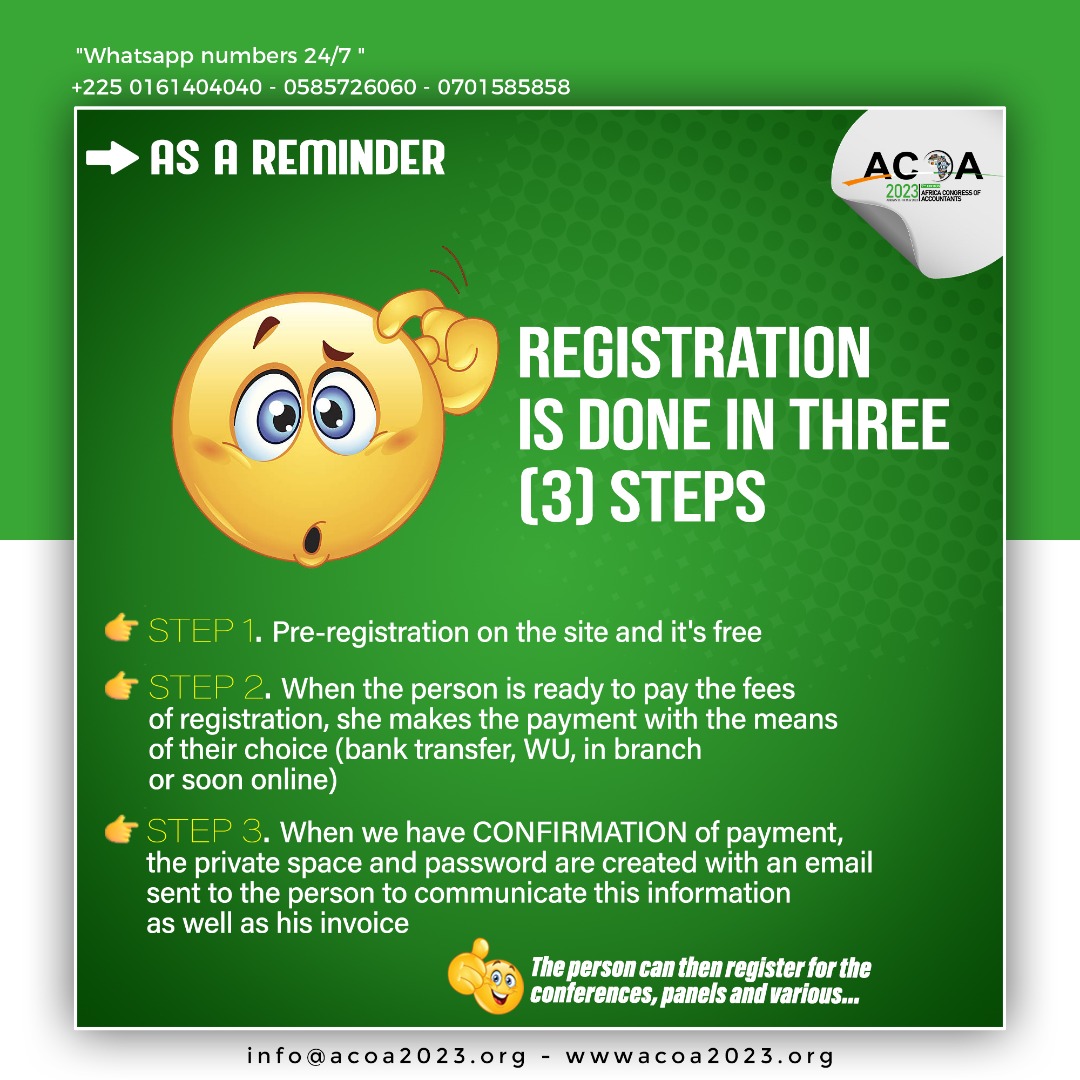 "Whatsapp numbers 24/7 "
+225 0161404040 - 0585726060 - 0701585858
AS A REMINDER
ACOA
2023
AFRICA CONGRESS OF
ACCOUNTANTS
REGISTRATION
IS DONE IN THREE
(3) STEPS
STEP 1. Pre-registration on the site and it's free
STEP 2. When the person is ready to pay the fees
of registration, she makes the payment with the means
of their choice (bank transfer, WU, in branch
or soon online)
STEP 3. When we have CONFIRMATION of payment,
the private space and password are created with an email
sent to the person to communicate this information
as well as his invoice
The person can then register for the
conferences, panels and various...
info@acoa2023.org - wwwacoa2023.org